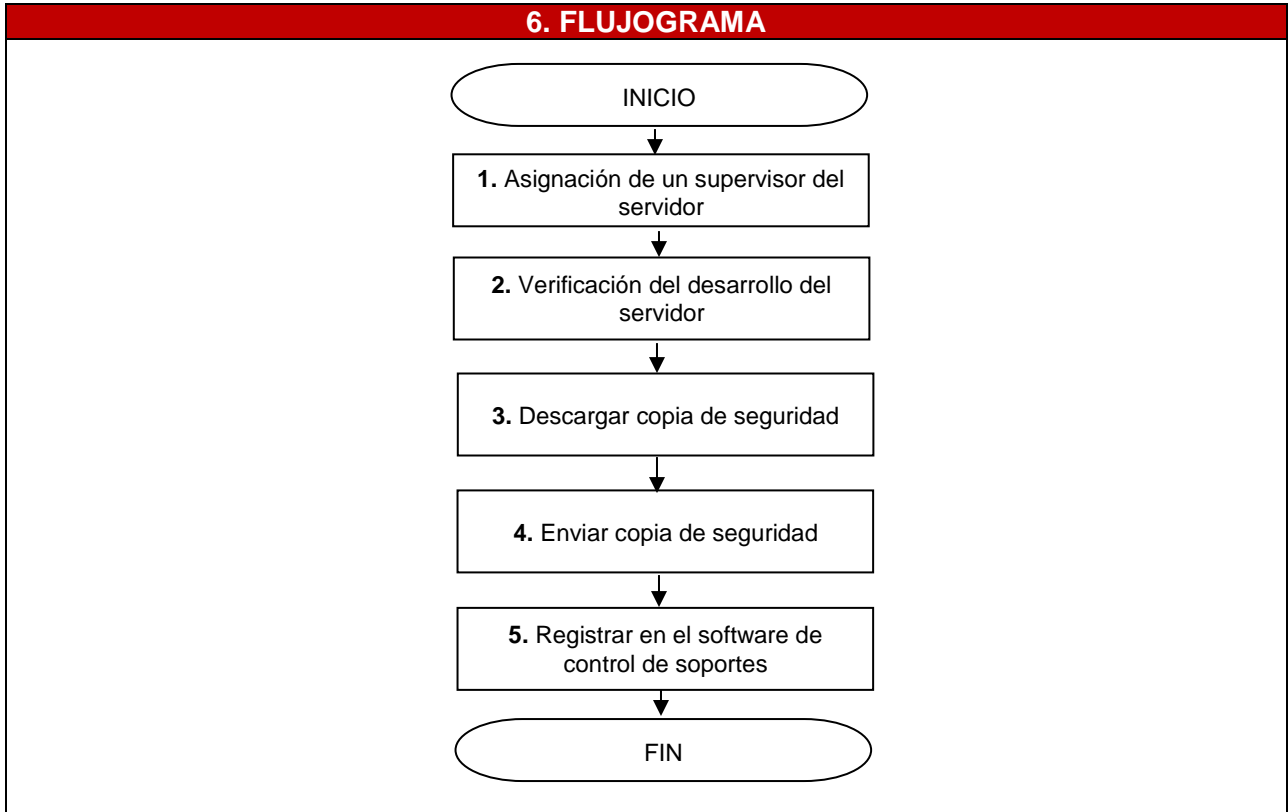 6. FLUJOGRAMA
INICIO
1. Asignación de un supervisor del
servidor
2. Verificación del desarrollo del
servidor
3. Descargar copia de seguridad
4. Enviar copia de seguridad
5. Registrar en el software de
control de soportes
FIN